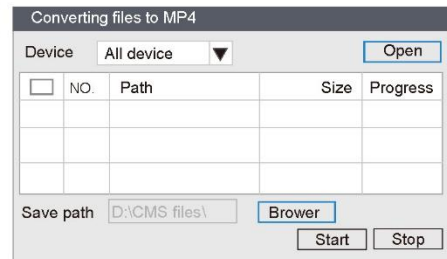 Converting files to MP4
Device All device Open
NO. Path Size Progress
Save path D:\CMS files\ Brower
Start Stop